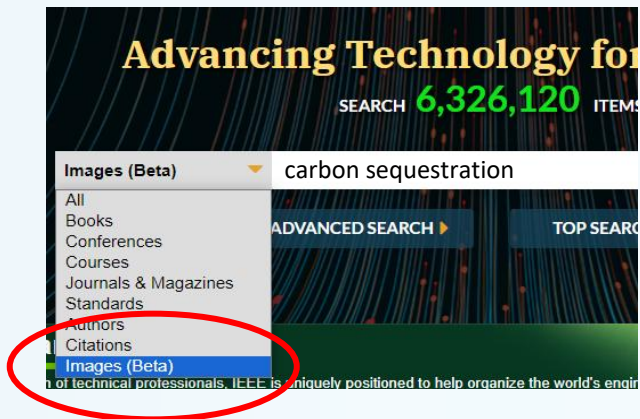 Advancing Technology for
SEARCH 6,326,120 ITEMS
Images (Beta) carbon sequestration
All
Books
Conferences
Courses
Journals & Magazines
Standards
Authors
Citations
Images (Beta)
ADVANCED SEARCH
TOP SEARC
n of technical professionals, IEEE is uniquely positioned to help organize the world's engin